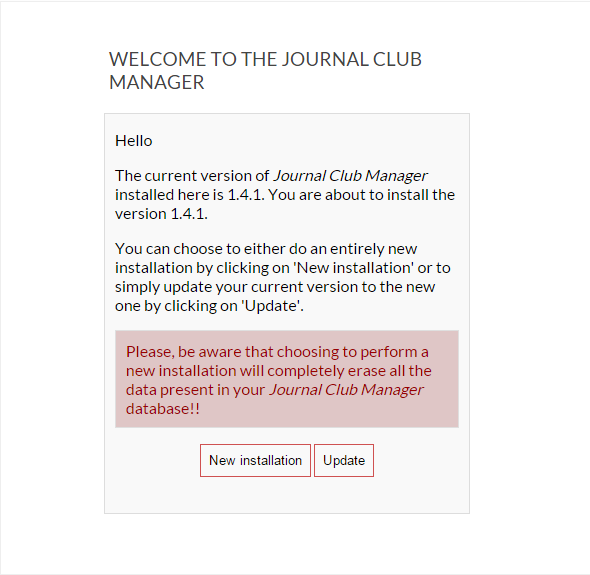 WELCOME TO THE JOURNAL CLUB
MANAGER
Hello
The current version of Journal Club Manager
installed here is 1.4.1. You are about to install the
version 1.4.1.
You can choose to either do an entirely new
installation by clicking on 'New installation' or to
simply update your current version to the new
one by clicking on 'Update'.
Please, be aware that choosing to perform a
new installation will completely erase all the
data present in your Journal Club Manager
database!!
New installation Update